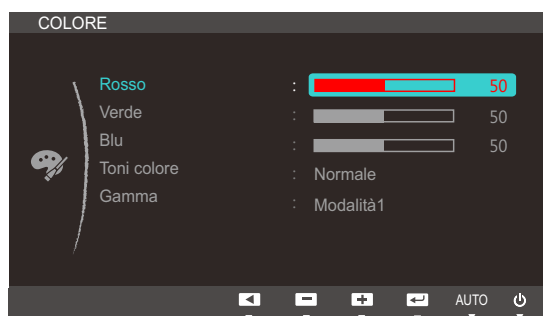 COLORE
Rosso : 50
Verde : 50
Blu : 50
Toni colore : Normale
Gamma : Modalità1
AUTO